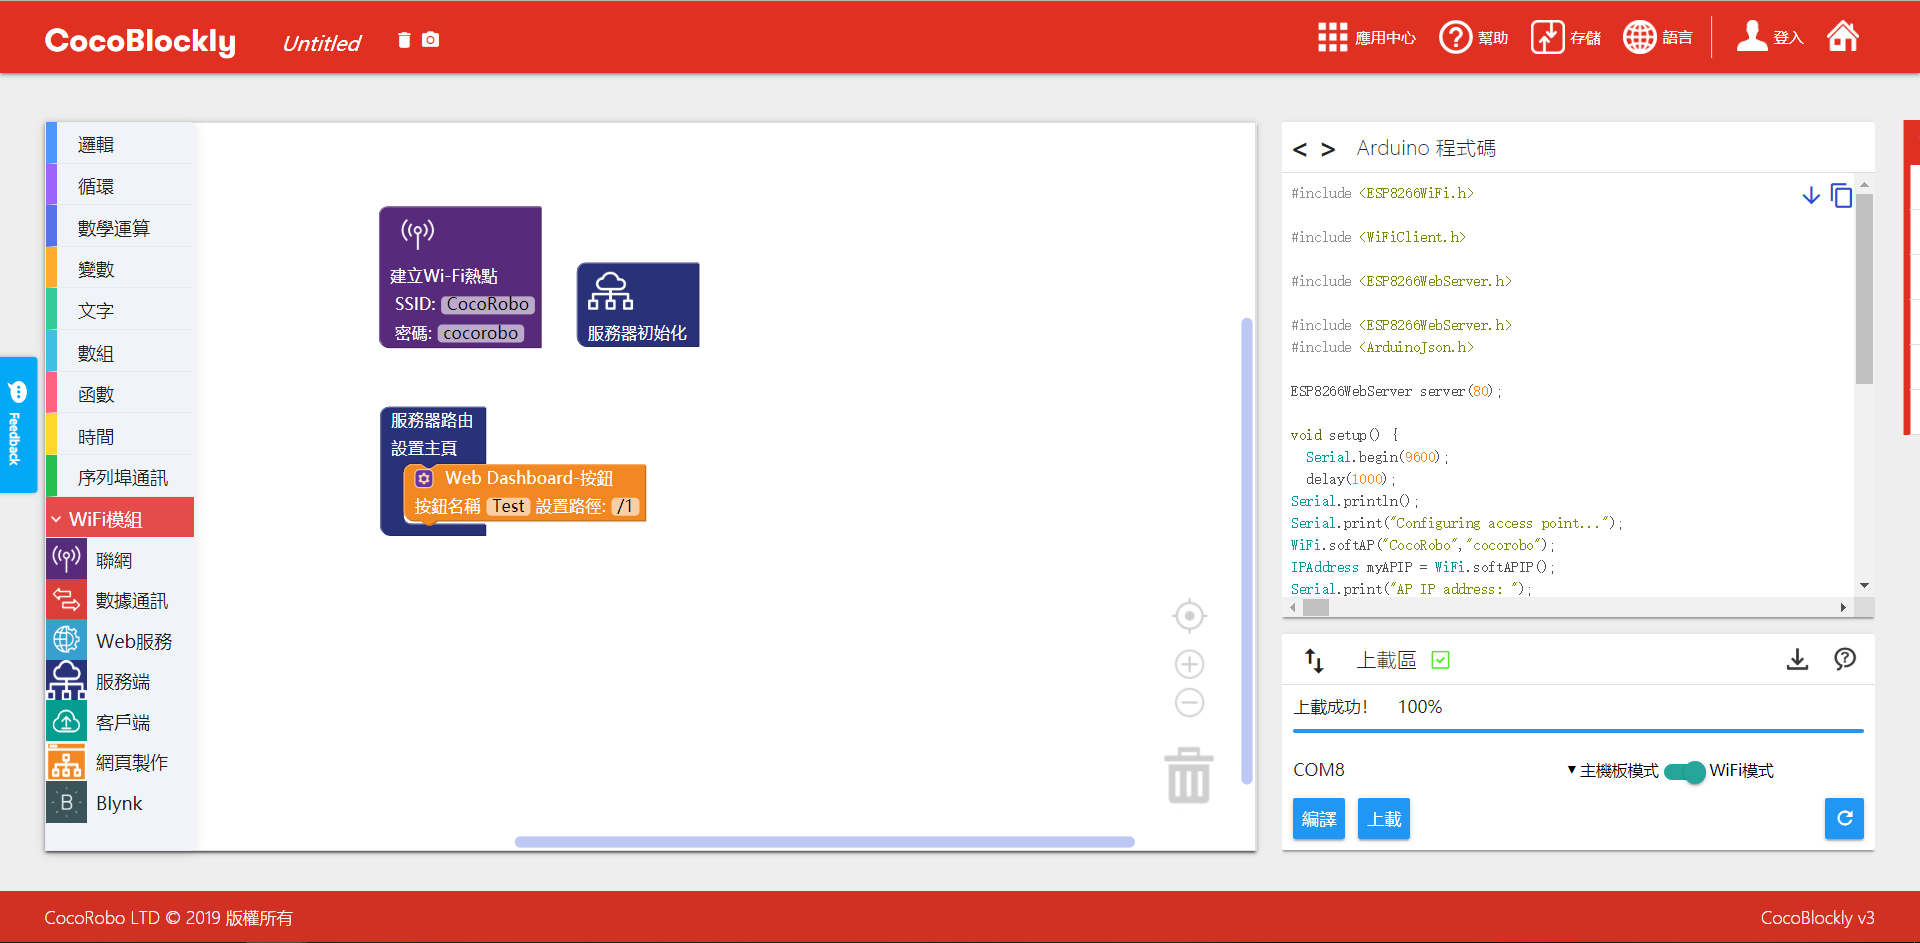 CocoBlockly
Untitled
應用中心
幫助
存儲
語言
登入
邏輯
循環
數學運算
變數
文字
數組
函數
時間
序列埠通訊
WiFi模組
聯網
數據通訊
Web服務
服務端
客戶端
網頁製作
B
Blynk
Feedback
建立Wi-Fi熱點
SSID: CocoRobo
密碼: cocorobo
服務器初始化
服務器路由
設置主頁
Web Dashboard-按鈕
按鈕名稱 Test 設置路徑: /1
< > Arduino 程式碼
#include <ESP8266WiFi.h>
#include <WiFiClient.h>
#include <ESP8266WebServer.h>
#include <ESP8266WebServer.h>
#include <ArduinoJson.h>
ESP8266WebServer server(80);
void setup() {
Serial.begin(9600);
delay(1000);
Serial.println();
Serial.print("Configuring access point...");
WiFi.softAP("CocoRobo","cocorobo");
IPAddress myAPIP = WiFi.softAPIP();
Serial.print("AP IP address: ");
上載區
上載成功! 100%
COM8
主機板模式 WiFi模式
編譯
上載
CocoRobo LTD © 2019 版權所有
CocoBlockly v3